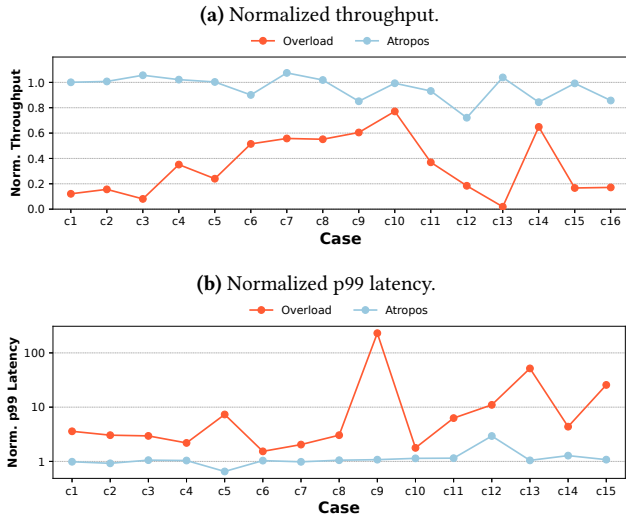 (a) Normalized throughput.
Overload Atropos
Norm. Throughput
1.0
0.8
0.6
0.4
0.2
0.0
c1 c2 c3 c4 c5 c6 c7 c8 c9 c10 c11 c12 c13 c14 c15 c16
Case
(b) Normalized p99 latency.
Overload Atropos
Norm. p99 Latency
100
10
1
c1 c2 c3 c4 c5 c6 c7 c8 c9 c10 c11 c12 c13 c14 c15
Case